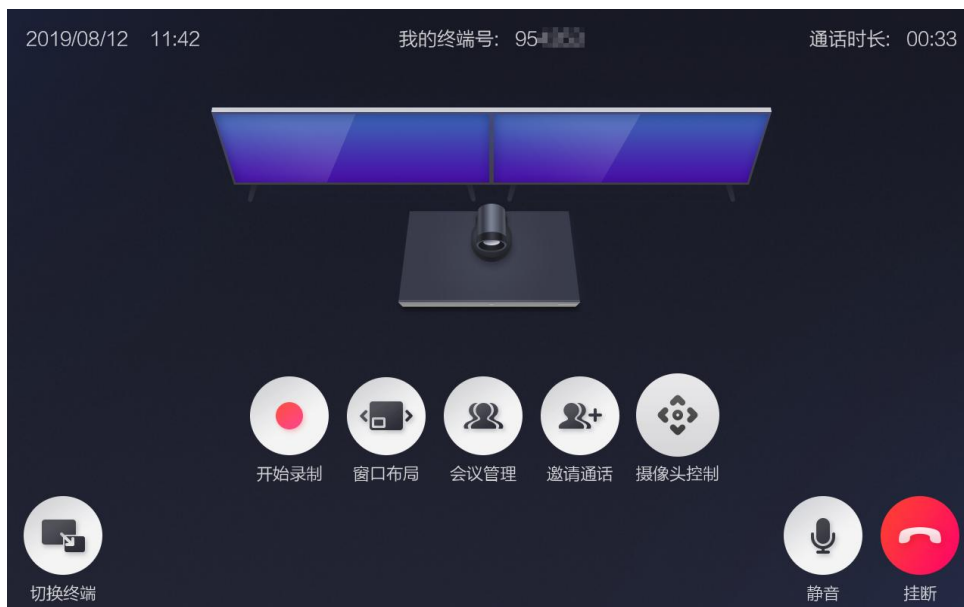 2019/08/12 11:42 我的终端号: 95 通话时长: 00:33
开始录制 窗口布局 会议管理 邀请通话 摄像头控制
切换终端 静音 挂断